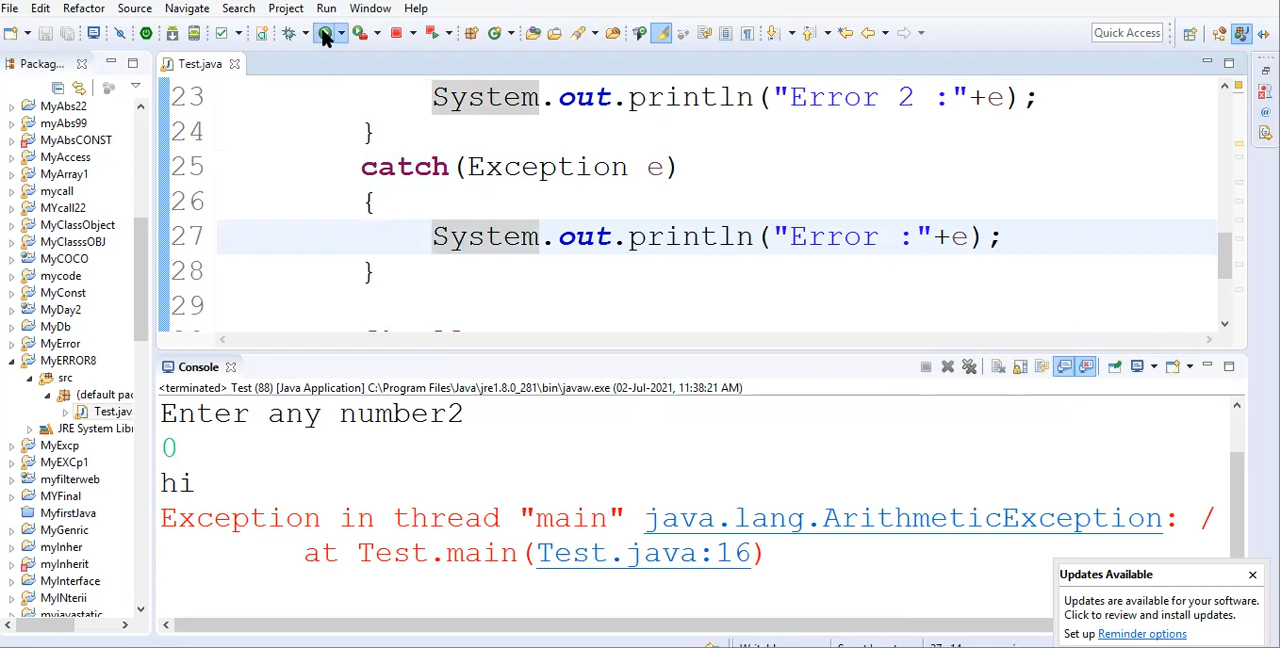 File Edit Refactor Source Navigate Search Project Run Window Help
Quick Access
Packag...
Test.java
MyAbs22
myAbs99
MyAbsCONST
MyAccess
MyArray1
mycall
MYcall22
MyClassObject
MyClasssOBJ
MyCOCO
mycode
MyConst
MyDay2
MyDb
MyError
MyERROR8
src
(default pac
Test.jav
JRE System Libr
MyExcp
MyEXCp1
myfilterweb
MYFinal
MyfirstJava
MyGenric
myInher
myInherit
MyInterface
MyINterii
myjavastatic
23 System.out.println("Error 2 :"+e);
24 }
25 catch(Exception e)
26 {
27 System.out.println("Error :"+e);
28 }
29
Console
<terminated> Test (88) [Java Application] C:\Program Files\Java\jre1.8.0_281\bin\javaw.exe (02-Jul-2021, 11:38:21 AM)
Enter any number2
0
hi
Exception in thread "main" java.lang.ArithmeticException: /
at Test.main(Test.java:16)
Updates Available
Updates are available for your software.
Click to review and install updates.
Set up Reminder options